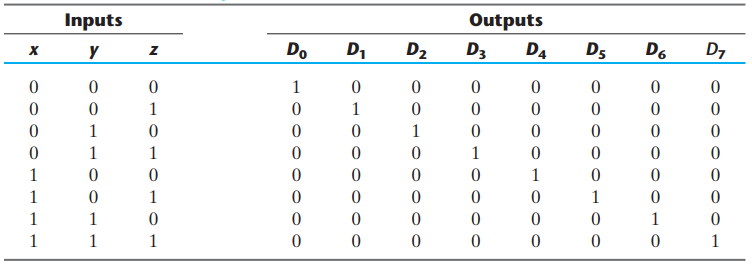 Inputs Outputs
x y z D0 D1 D2 D3 D4 D5 D6 D7
0 0 0 1 0 0 0 0 0 0 0
0 0 1 0 1 0 0 0 0 0 0
0 1 0 0 0 1 0 0 0 0 0
0 1 1 0 0 0 1 0 0 0 0
1 0 0 0 0 0 0 1 0 0 0
1 0 1 0 0 0 0 0 1 0 0
1 1 0 0 0 0 0 0 0 1 0
1 1 1 0 0 0 0 0 0 0 1